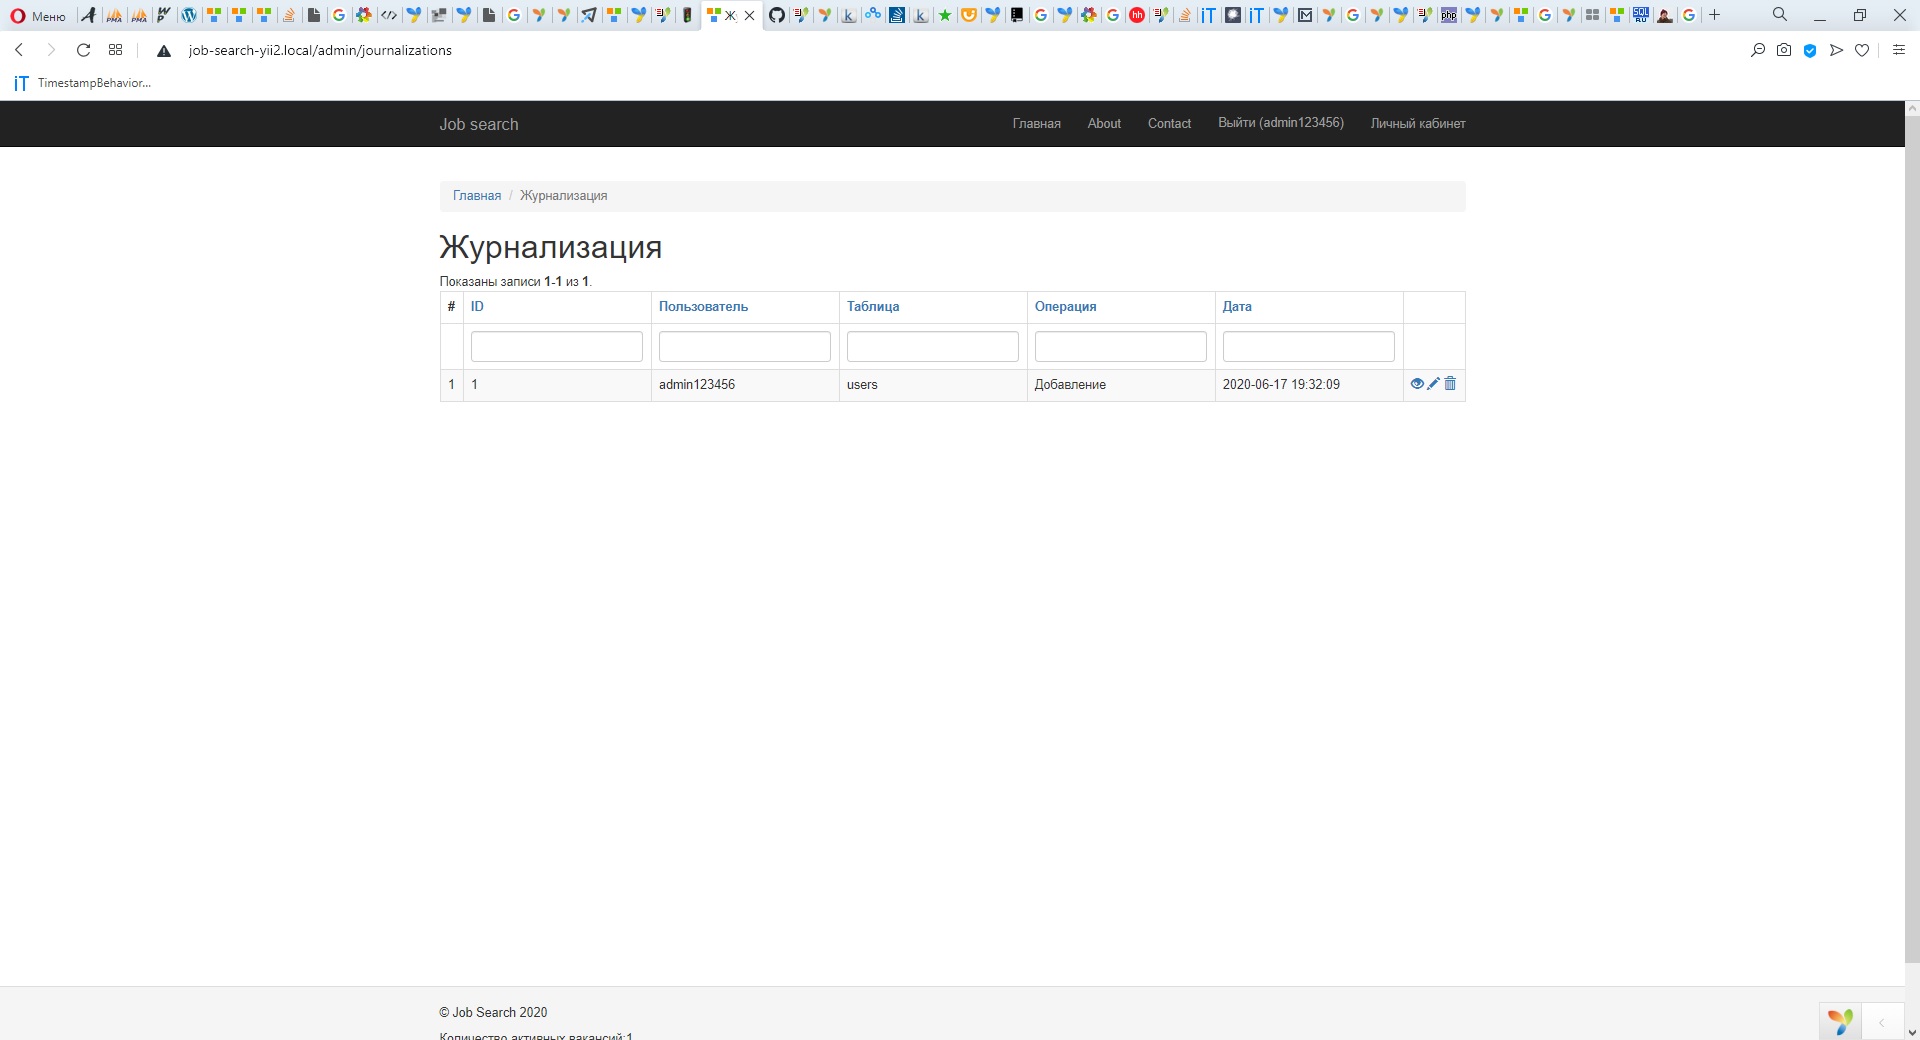 Меню
job-search-yii2.local/admin/journalizations
TimestampBehavior...
Job search Главная About Contact Выйти (admin123456) Личный кабинет
Главная / Журнализация
Журнализация
Показаны записи 1-1 из 1.
# ID Пользователь Таблица Операция Дата
1 1 admin123456 users Добавление 2020-06-17 19:32:09
© Job Search 2020
Количество активных вакансий:1